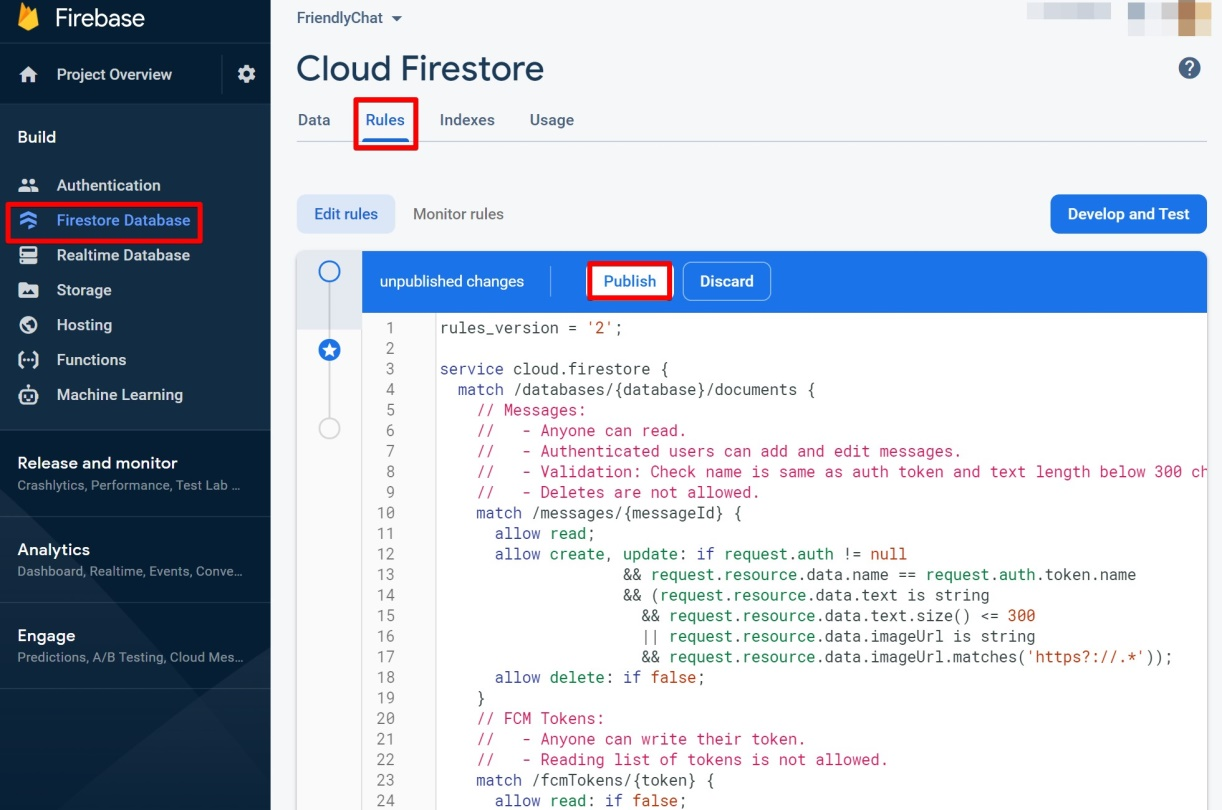 Firebase
Project Overview
Build
Authentication
Firestore Database
Realtime Database
Storage
Hosting
Functions
Machine Learning
Release and monitor
Crashlytics, Performance, Test Lab ...
Analytics
Dashboard, Realtime, Events, Conve...
Engage
Predictions, A/B Testing, Cloud Mes...
FriendlyChat
Cloud Firestore
?
Data Rules Indexes Usage
Edit rules Monitor rules
Develop and Test
unpublished changes Publish Discard
1 rules_version = '2';
2
3 service cloud.firestore {
4   match /databases/{database}/documents {
5     // Messages:
6     //   - Anyone can read.
7     //   - Authenticated users can add and edit messages.
8     //   - Validation: Check name is same as auth token and text length below 300 ch
9     //   - Deletes are not allowed.
10     match /messages/{messageId} {
11       allow read;
12       allow create, update: if request.auth != null
13                     && request.resource.data.name == request.auth.token.name
14                     && (request.resource.data.text is string
15                       && request.resource.data.text.size() <= 300
16                       || request.resource.data.imageUrl is string
17                       && request.resource.data.imageUrl.matches('https?://.*'));
18       allow delete: if false;
19     }
20     // FCM Tokens:
21     //   - Anyone can write their token.
22     //   - Reading list of tokens is not allowed.
23     match /fcmTokens/{token} {
24       allow read: if false;